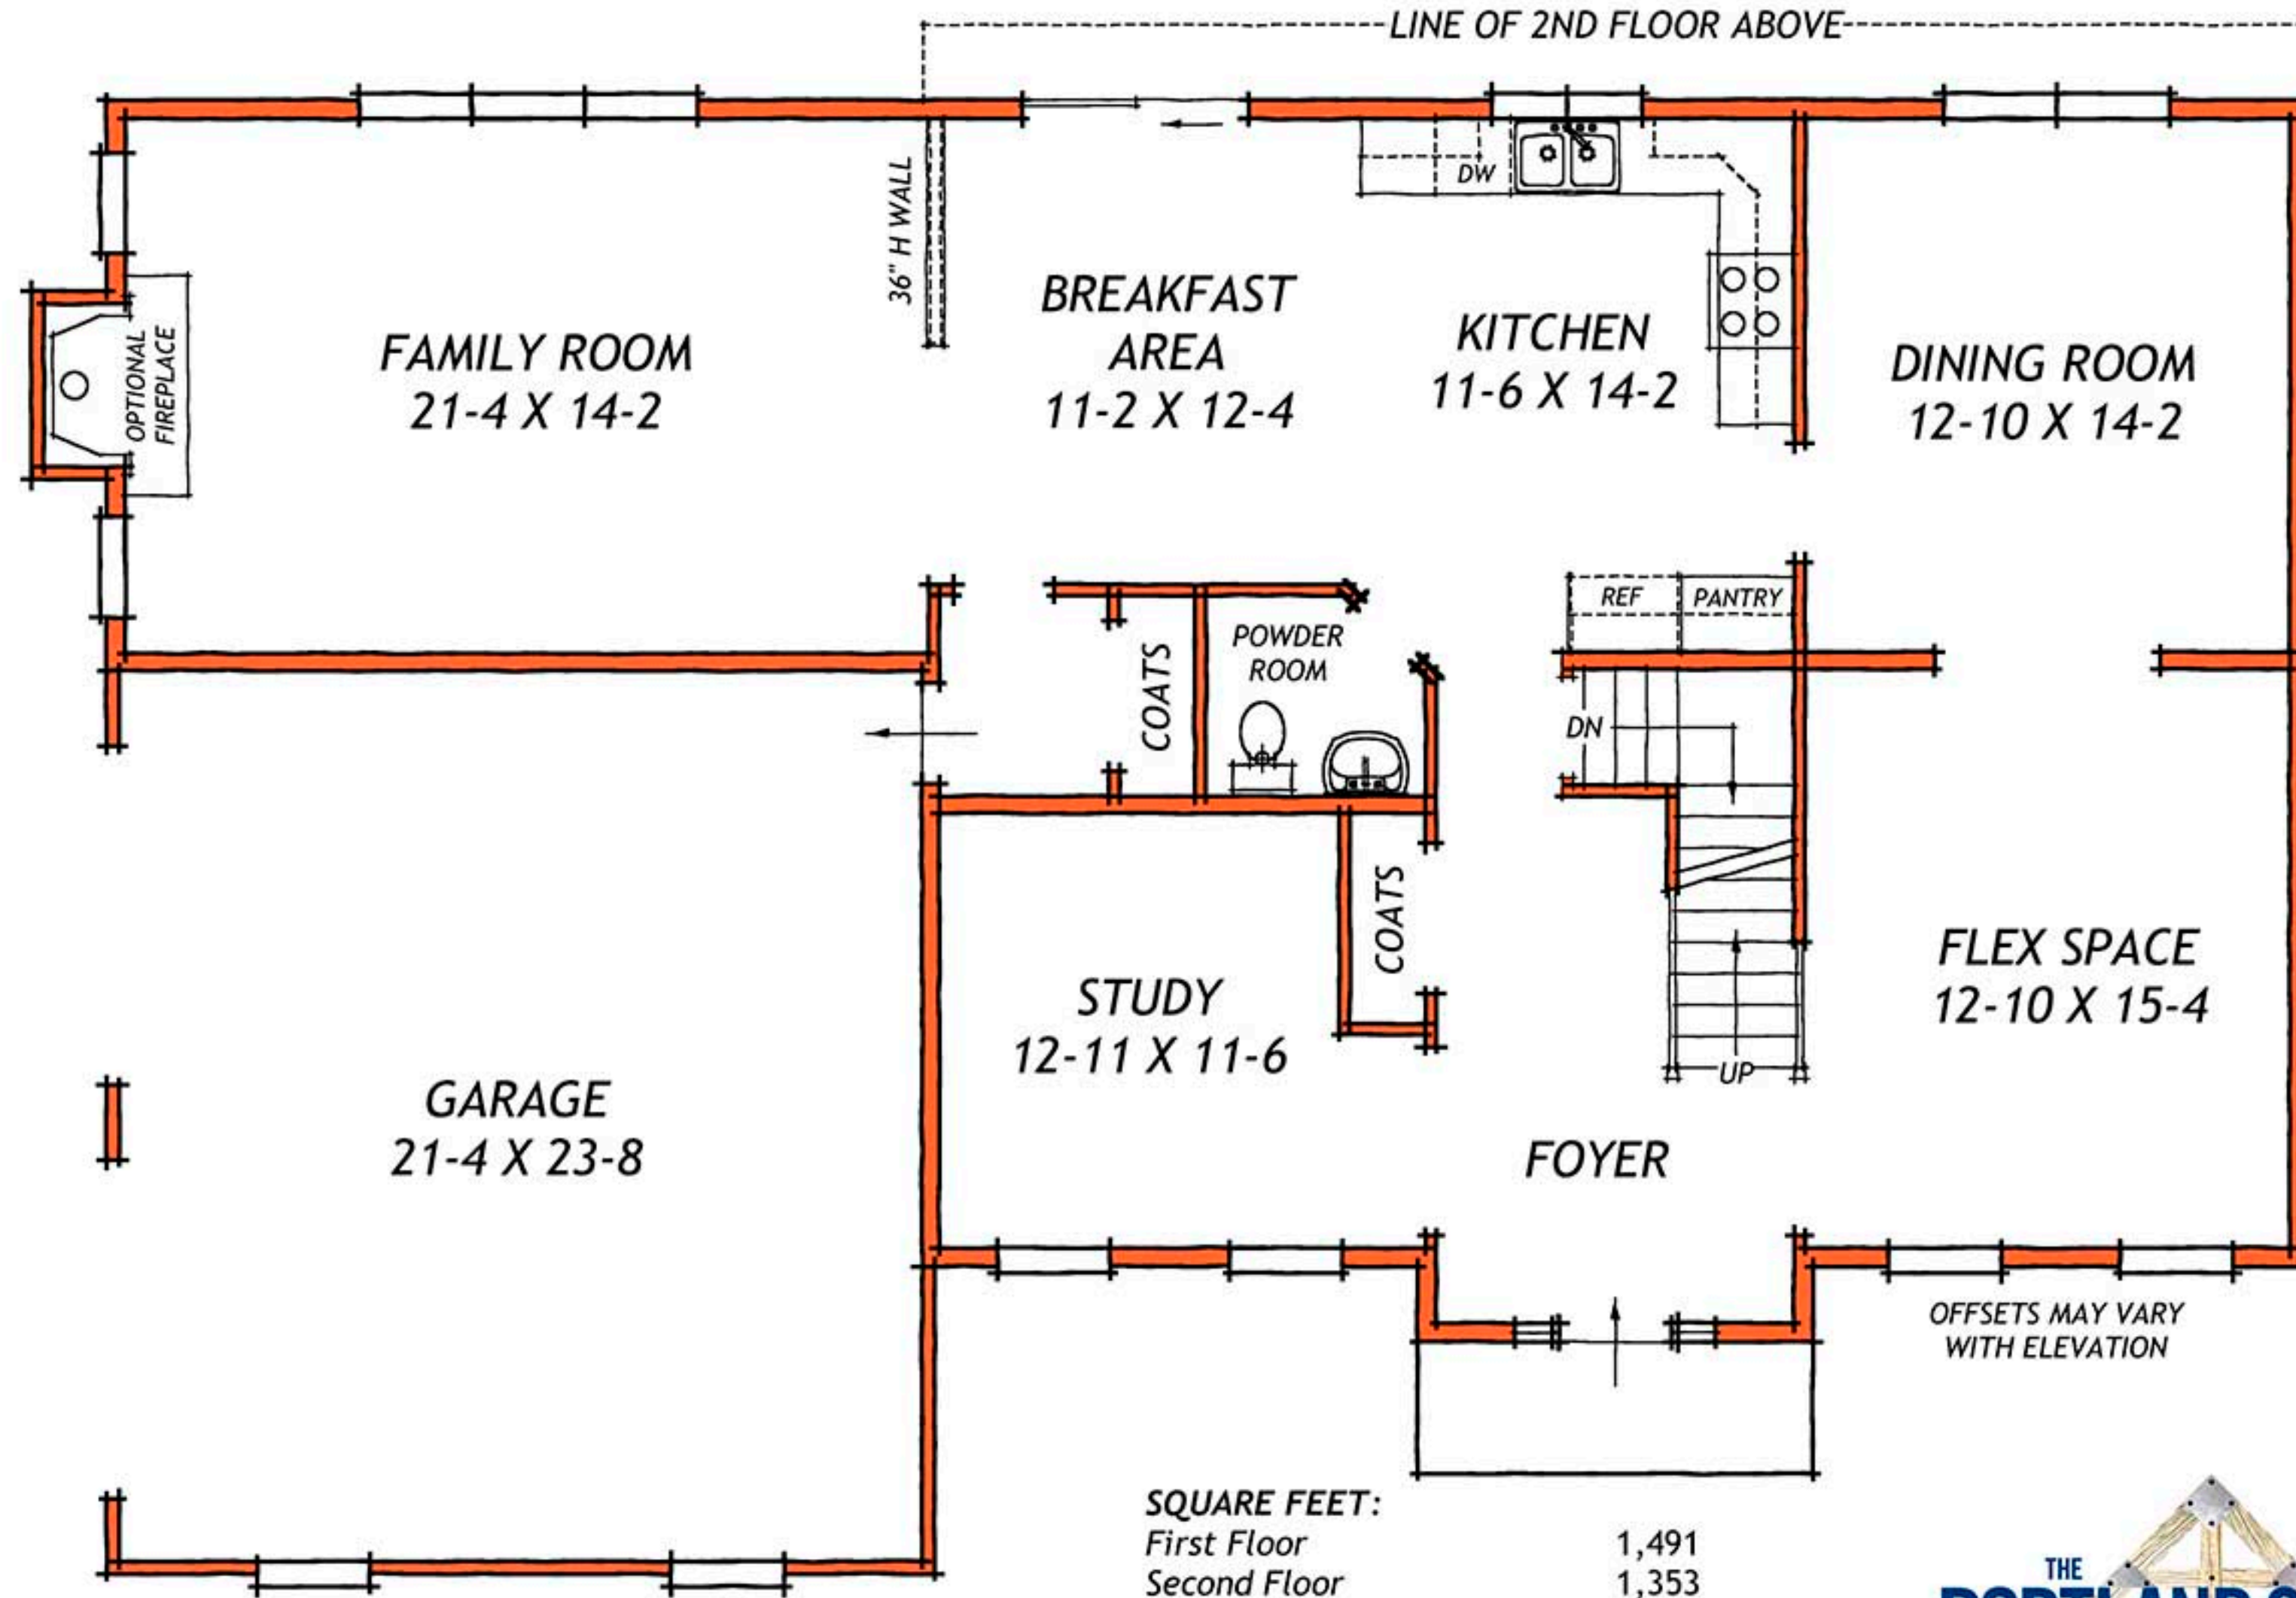 LINE OF 2ND FLOOR ABOVE
36" H WALL
DW
OPTIONAL
FIREPLACE
FAMILY ROOM
21-4 X 14-2
BREAKFAST
AREA
11-2 X 12-4
KITCHEN
11-6 X 14-2
DINING ROOM
12-10 X 14-2
REF
PANTRY
POWDER
ROOM
COATS
DN
COATS
STUDY
12-11 X 11-6
FLEX SPACE
12-10 X 15-4
UP
GARAGE
21-4 X 23-8
FOYER
OFFSETS MAY VARY
WITH ELEVATION
SQUARE FEET:
First Floor 1,491
Second Floor 1,353
THE